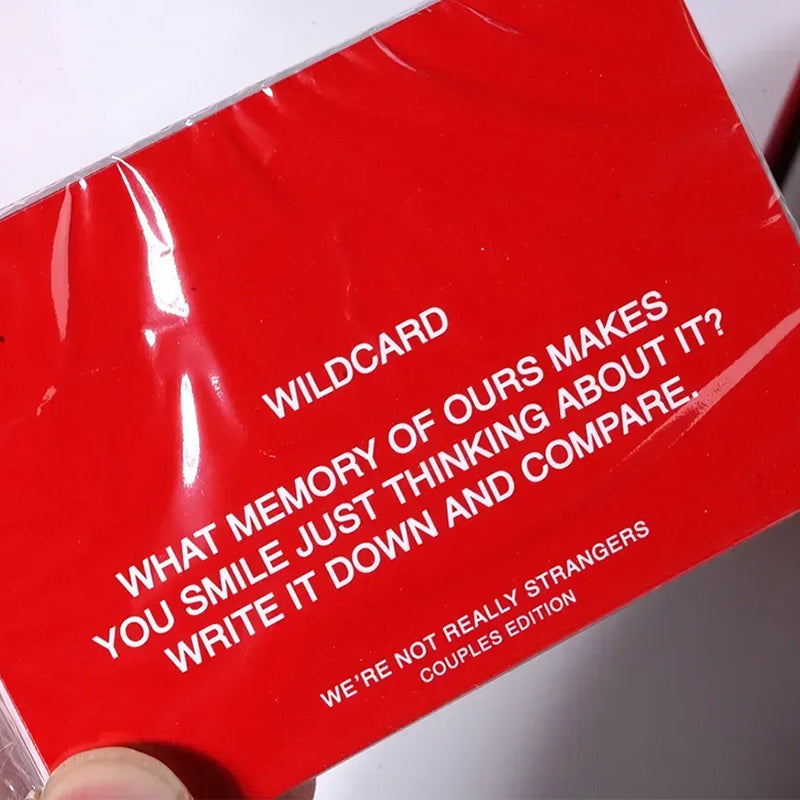 WILDCARD
WHAT MEMORY OF OURS MAKES
YOU SMILE JUST THINKING ABOUT IT?
WRITE IT DOWN AND COMPARE.
WE'RE NOT REALLY STRANGERS
COUPLES EDITION